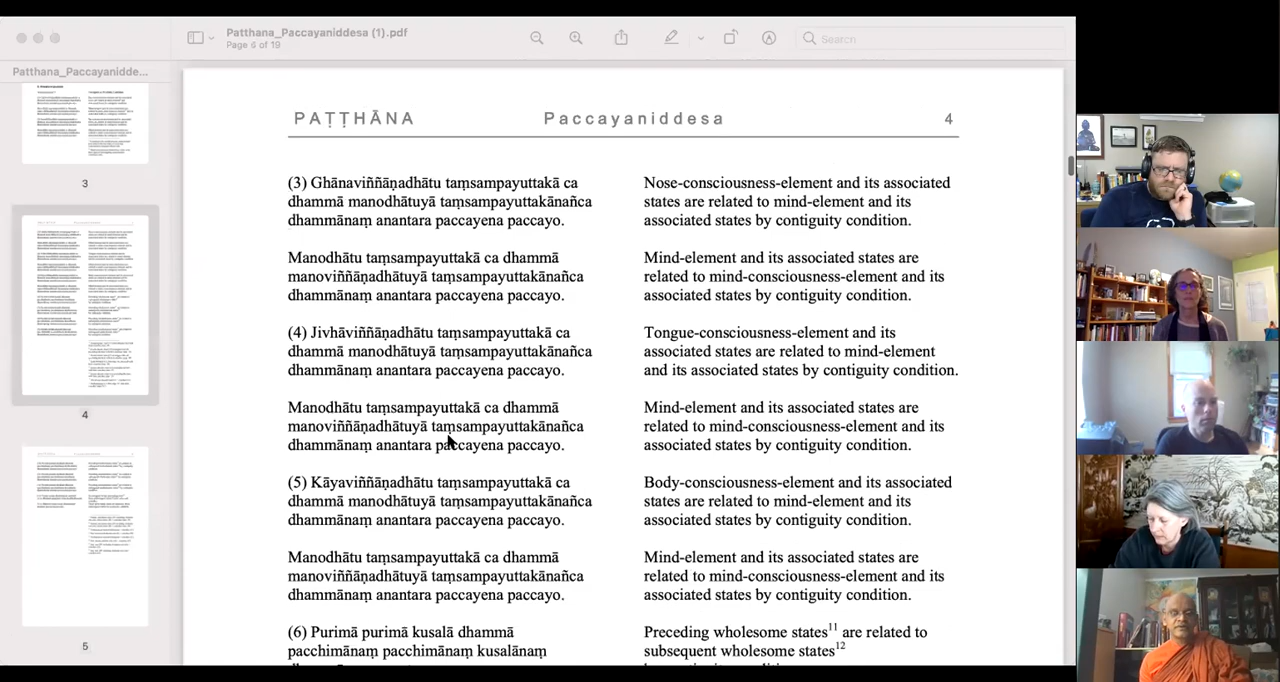 Patthana_Paccayaniddesa (1).pdf
Page 4 of 19
Search
Patthana_Paccayanidde...
3
4
5
PAṬṬHĀNA Paccayaniddesa 4
(3) Ghānaviññāṇadhātu taṃsampayuttakā ca
dhammā manodhātuyā taṃsampayuttakānañca
dhammānaṃ anantara paccayena paccayo.
Manodhātu taṃsampayuttakā ca dhammā
manoviññāṇadhātuyā taṃsampayuttakānañca
dhammānaṃ anantara paccayena paccayo.
(4) Jivhāviññāṇadhātu taṃsampayuttakā ca
dhammā manodhātuyā taṃsampayuttakānañca
dhammānaṃ anantara paccayena paccayo.
Manodhātu taṃsampayuttakā ca dhammā
manoviññāṇadhātuyā taṃsampayuttakānañca
dhammānaṃ anantara paccayena paccayo.
(5) Kāyaviññāṇadhātu taṃsampayuttakā ca
dhammā manodhātuyā taṃsampayuttakānañca
dhammānaṃ anantara paccayena paccayo.
Manodhātu taṃsampayuttakā ca dhammā
manoviññāṇadhātuyā taṃsampayuttakānañca
dhammānaṃ anantara paccayena paccayo.
(6) Purimā purimā kusalā dhammā
pacchimānaṃ pacchimānaṃ kusalānaṃ
Nose-consciousness-element and its associated
states are related to mind-element and its
associated states by contiguity condition.
Mind-element and its associated states are
related to mind-consciousness-element and its
associated states by contiguity condition.
Tongue-consciousness-element and its
associated states are related to mind-element
and its associated states by contiguity condition.
Mind-element and its associated states are
related to mind-consciousness-element and its
associated states by contiguity condition.
Body-consciousness-element and its associated
states are related to mind-element and its
associated states by contiguity condition.
Mind-element and its associated states are
related to mind-consciousness-element and its
associated states by contiguity condition.
Preceding wholesome states¹¹ are related to
subsequent wholesome states¹²